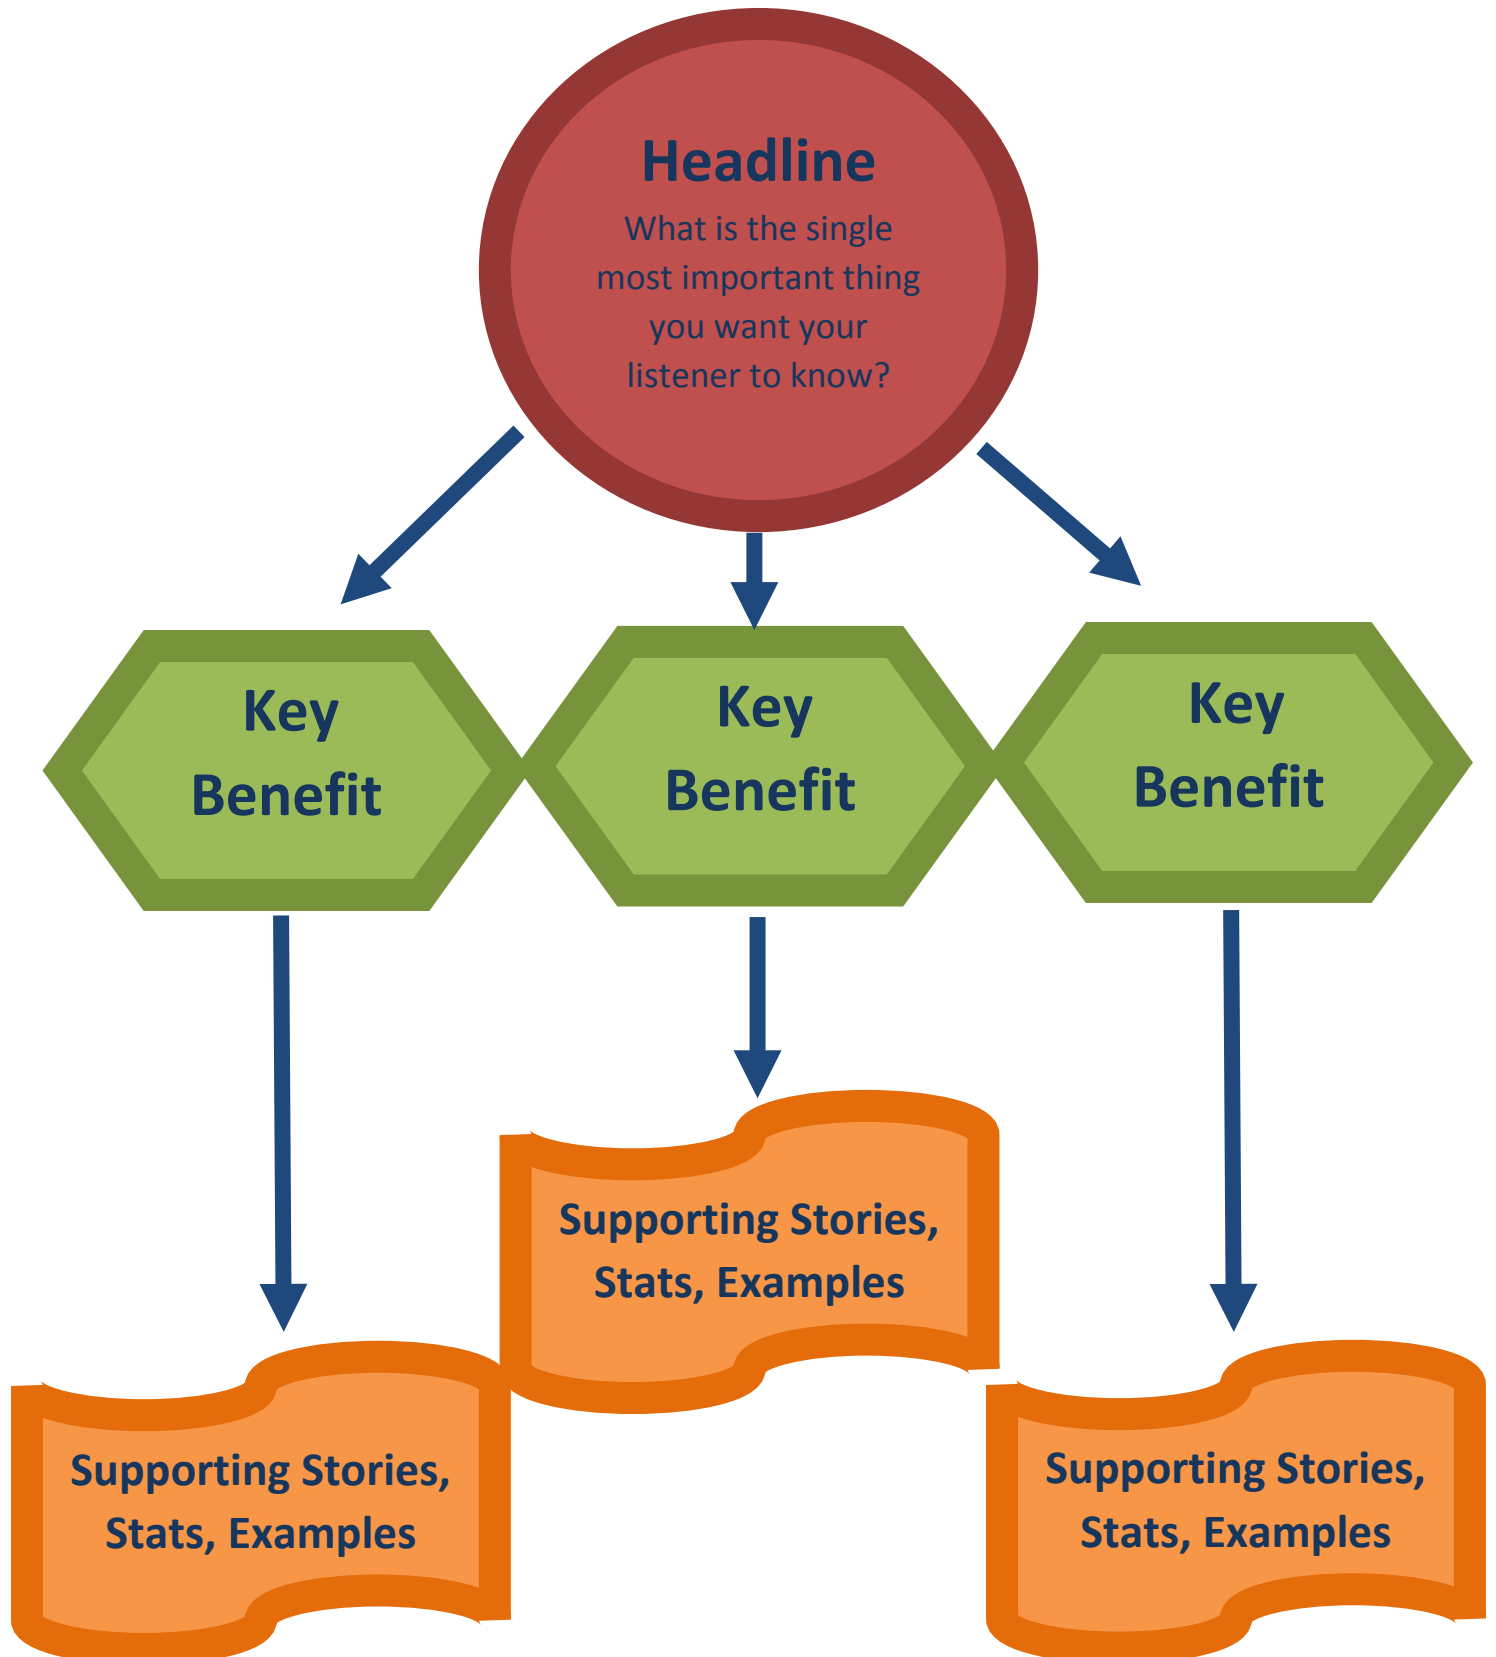 Headline
What is the single
most important thing
you want your
listener to know?
Key
Benefit
Key
Benefit
Key
Benefit
Supporting Stories,
Stats, Examples
Supporting Stories,
Stats, Examples
Supporting Stories,
Stats, Examples